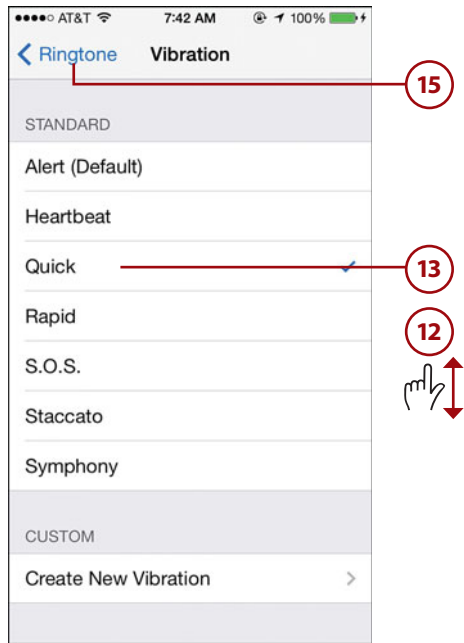 AT&T 7:42 AM 100%
Ringtone Vibration
15
STANDARD
Alert (Default)
Heartbeat
Quick
13
Rapid
12
S.O.S.
Staccato
Symphony
CUSTOM
Create New Vibration